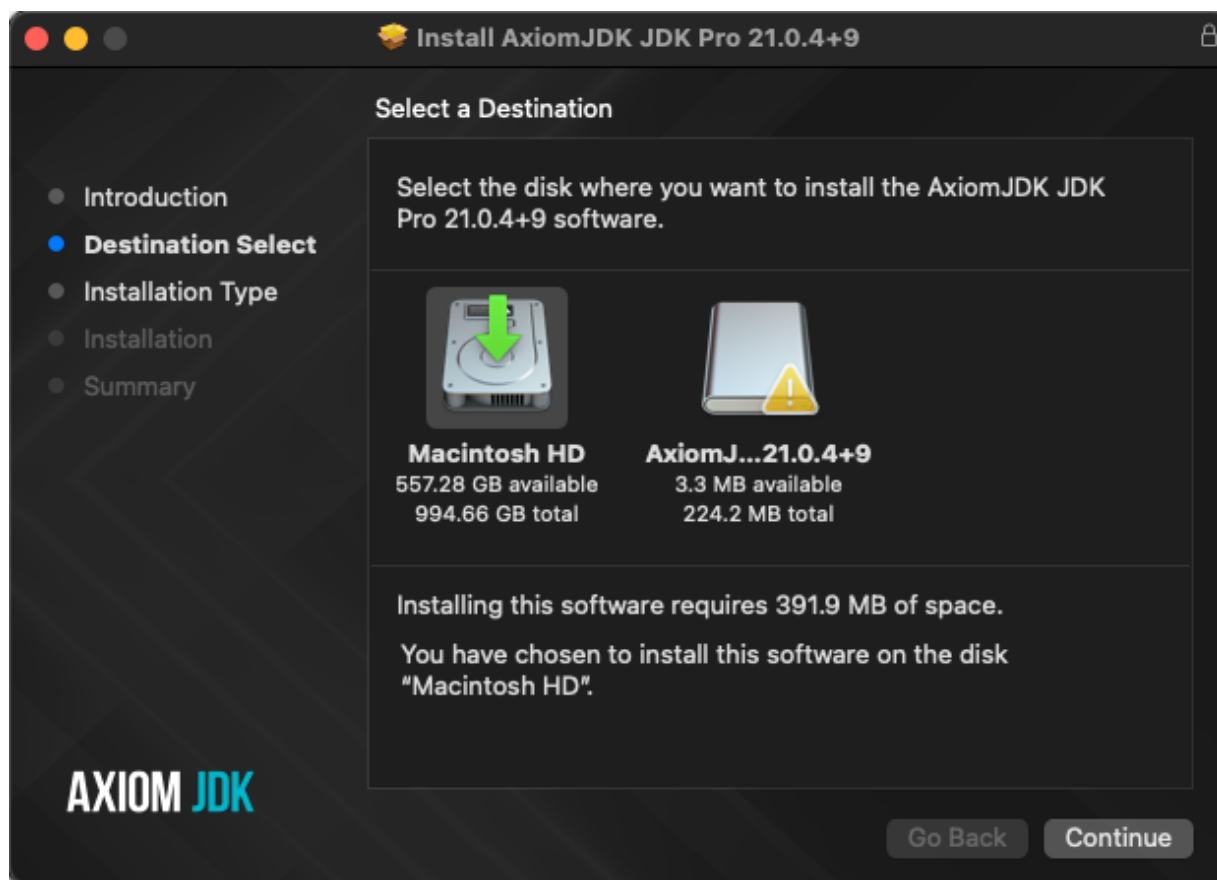 Install AxiomJDK JDK Pro 21.0.4+9
Select a Destination
Introduction
Destination Select
Installation Type
Installation
Summary
Select the disk where you want to install the AxiomJDK JDK
Pro 21.0.4+9 software.
Macintosh HD
557.28 GB available
994.66 GB total
AxiomJ...21.0.4+9
3.3 MB available
224.2 MB total
Installing this software requires 391.9 MB of space.
You have chosen to install this software on the disk
“Macintosh HD”.
AXIOM JDK
Go Back
Continue